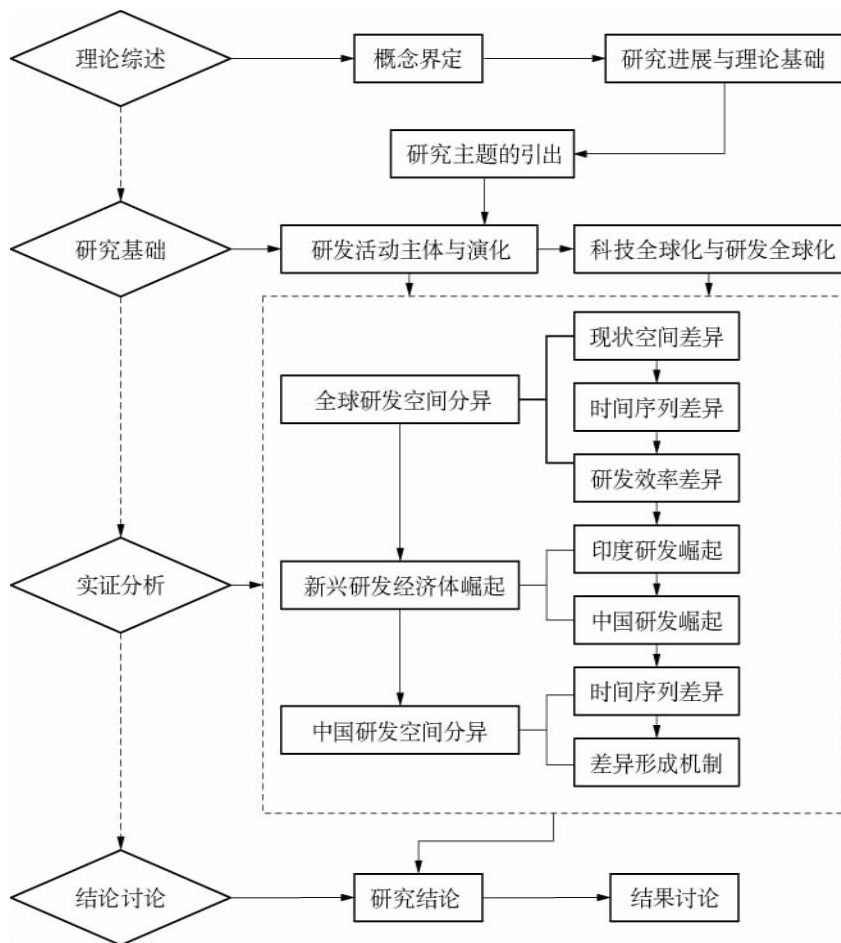 理论综述
概念界定
研究进展与理论基础
研究主题的引出
研究基础
研发活动主体与演化
科技全球化与研发全球化
现状空间差异
全球研发空间分异
时间序列差异
研发效率差异
印度研发崛起
实证分析
新兴研发经济体崛起
中国研发崛起
时间序列差异
中国研发空间分异
差异形成机制
结论讨论
研究结论
结果讨论